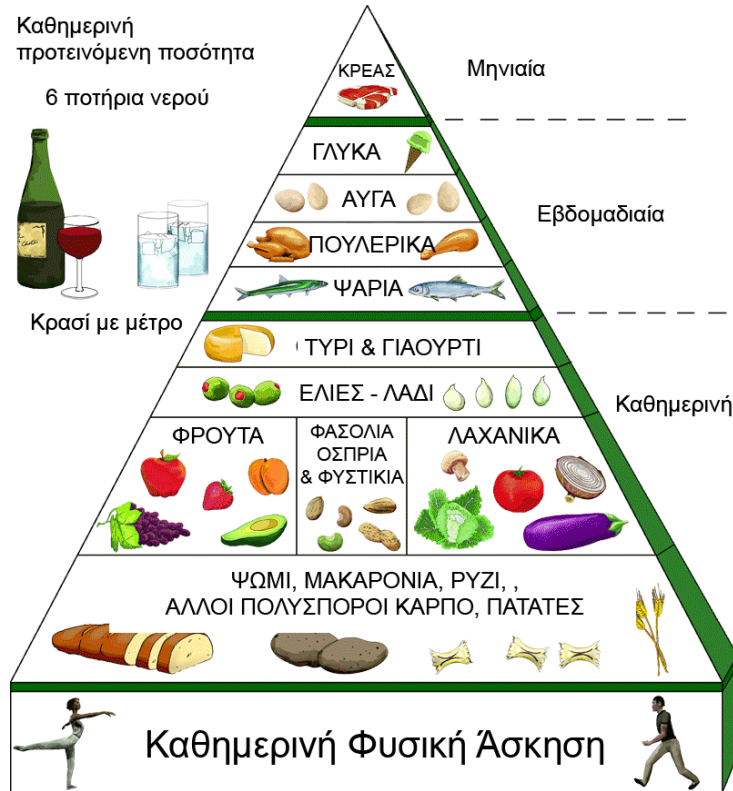 Καθημερινή
προτεινόμενη ποσότητα
6 ποτήρια νερού
Κρασί με μέτρο
ΚΡΕΑΣ
Μηνιαία
ΓΛΥΚΑ
ΑΥΓΑ
ΠΟΥΛΕΡΙΚΑ
ΨΑΡΙΑ
Εβδομαδιαία
ΤΥΡΙ & ΓΙΑΟΥΡΤΙ
ΕΛΙΕΣ - ΛΑΔΙ
Καθημερινή
ΦΡΟΥΤΑ
ΦΑΣΟΛΙΑ
ΟΣΠΡΙΑ
& ΦΥΣΤΙΚΙΑ
ΛΑΧΑΝΙΚΑ
ΨΩΜΙ, ΜΑΚΑΡΟΝΙΑ, ΡΥΖΙ, ,
ΑΛΛΟΙ ΠΟΛΥΣΠΟΡΟΙ ΚΑΡΠΟ, ΠΑΤΑΤΕΣ
Καθημερινή Φυσική Άσκηση